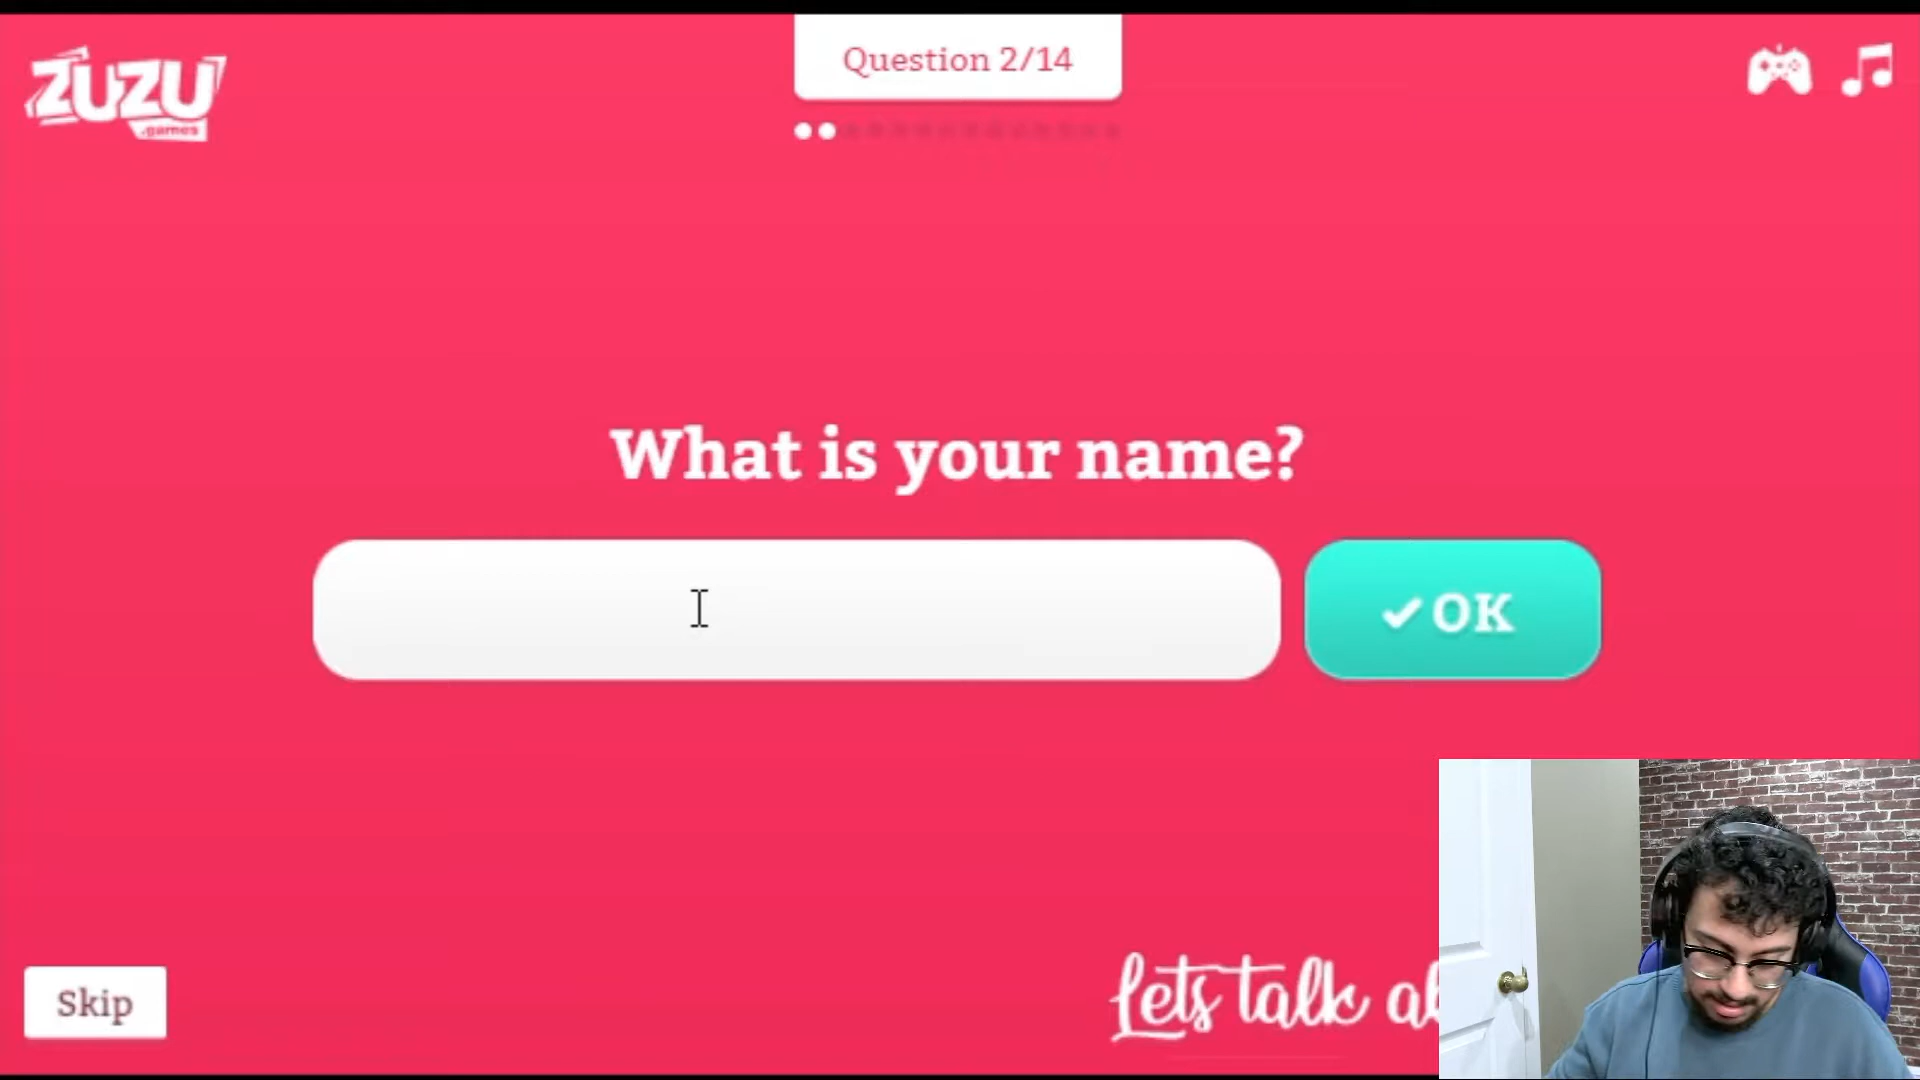 ZUZU
.games
Question 2/14
What is your name?
OK
Skip
Lets talk